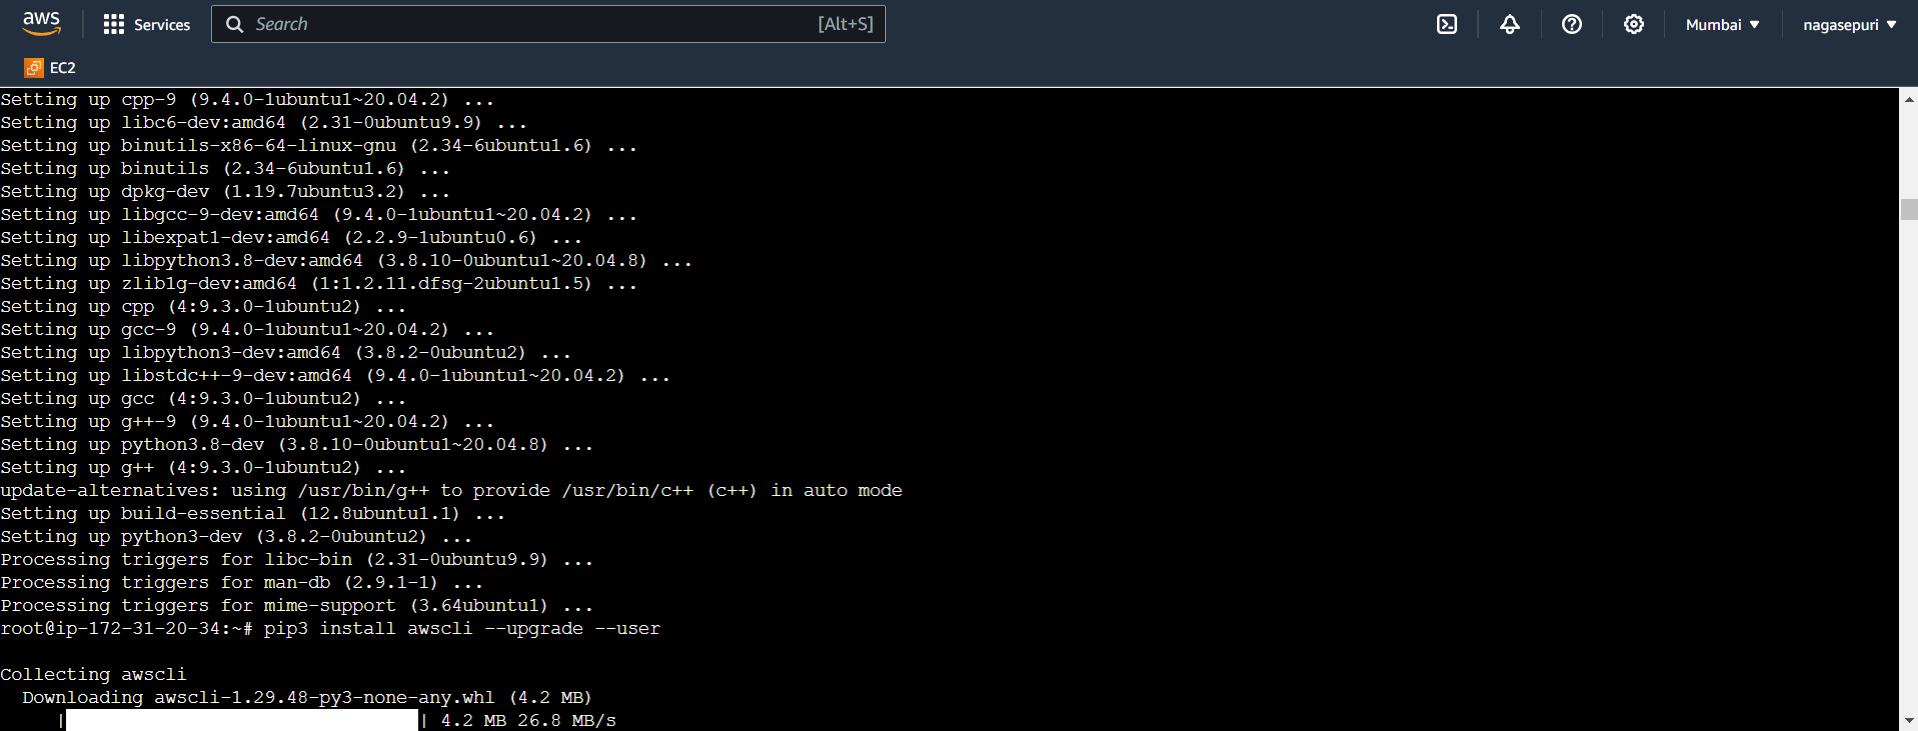 aws
Services
Search
[Alt+S]
Mumbai
nagasepuri
EC2
Setting up cpp-9 (9.4.0-1ubuntu1~20.04.2) ...
Setting up libc6-dev:amd64 (2.31-0ubuntu9.9) ...
Setting up binutils-x86-64-linux-gnu (2.34-6ubuntu1.6) ...
Setting up binutils (2.34-6ubuntu1.6) ...
Setting up dpkg-dev (1.19.7ubuntu3.2) ...
Setting up libgcc-9-dev:amd64 (9.4.0-1ubuntu1~20.04.2) ...
Setting up libexpat1-dev:amd64 (2.2.9-1ubuntu0.6) ...
Setting up libpython3.8-dev:amd64 (3.8.10-0ubuntu1~20.04.8) ...
Setting up zlib1g-dev:amd64 (1:1.2.11.dfsg-2ubuntu1.5) ...
Setting up cpp (4:9.3.0-1ubuntu2) ...
Setting up gcc-9 (9.4.0-1ubuntu1~20.04.2) ...
Setting up libpython3-dev:amd64 (3.8.2-0ubuntu2) ...
Setting up libstdc++-9-dev:amd64 (9.4.0-1ubuntu1~20.04.2) ...
Setting up gcc (4:9.3.0-1ubuntu2) ...
Setting up g++-9 (9.4.0-1ubuntu1~20.04.2) ...
Setting up python3.8-dev (3.8.10-0ubuntu1~20.04.8) ...
Setting up g++ (4:9.3.0-1ubuntu2) ...
update-alternatives: using /usr/bin/g++ to provide /usr/bin/c++ (c++) in auto mode
Setting up build-essential (12.8ubuntu1.1) ...
Setting up python3-dev (3.8.2-0ubuntu2) ...
Processing triggers for libc-bin (2.31-0ubuntu9.9) ...
Processing triggers for man-db (2.9.1-1) ...
Processing triggers for mime-support (3.64ubuntu1) ...
root@ip-172-31-20-34:~# pip3 install awscli --upgrade --user
Collecting awscli
Downloading awscli-1.29.48-py3-none-any.whl (4.2 MB)
| | 4.2 MB 26.8 MB/s